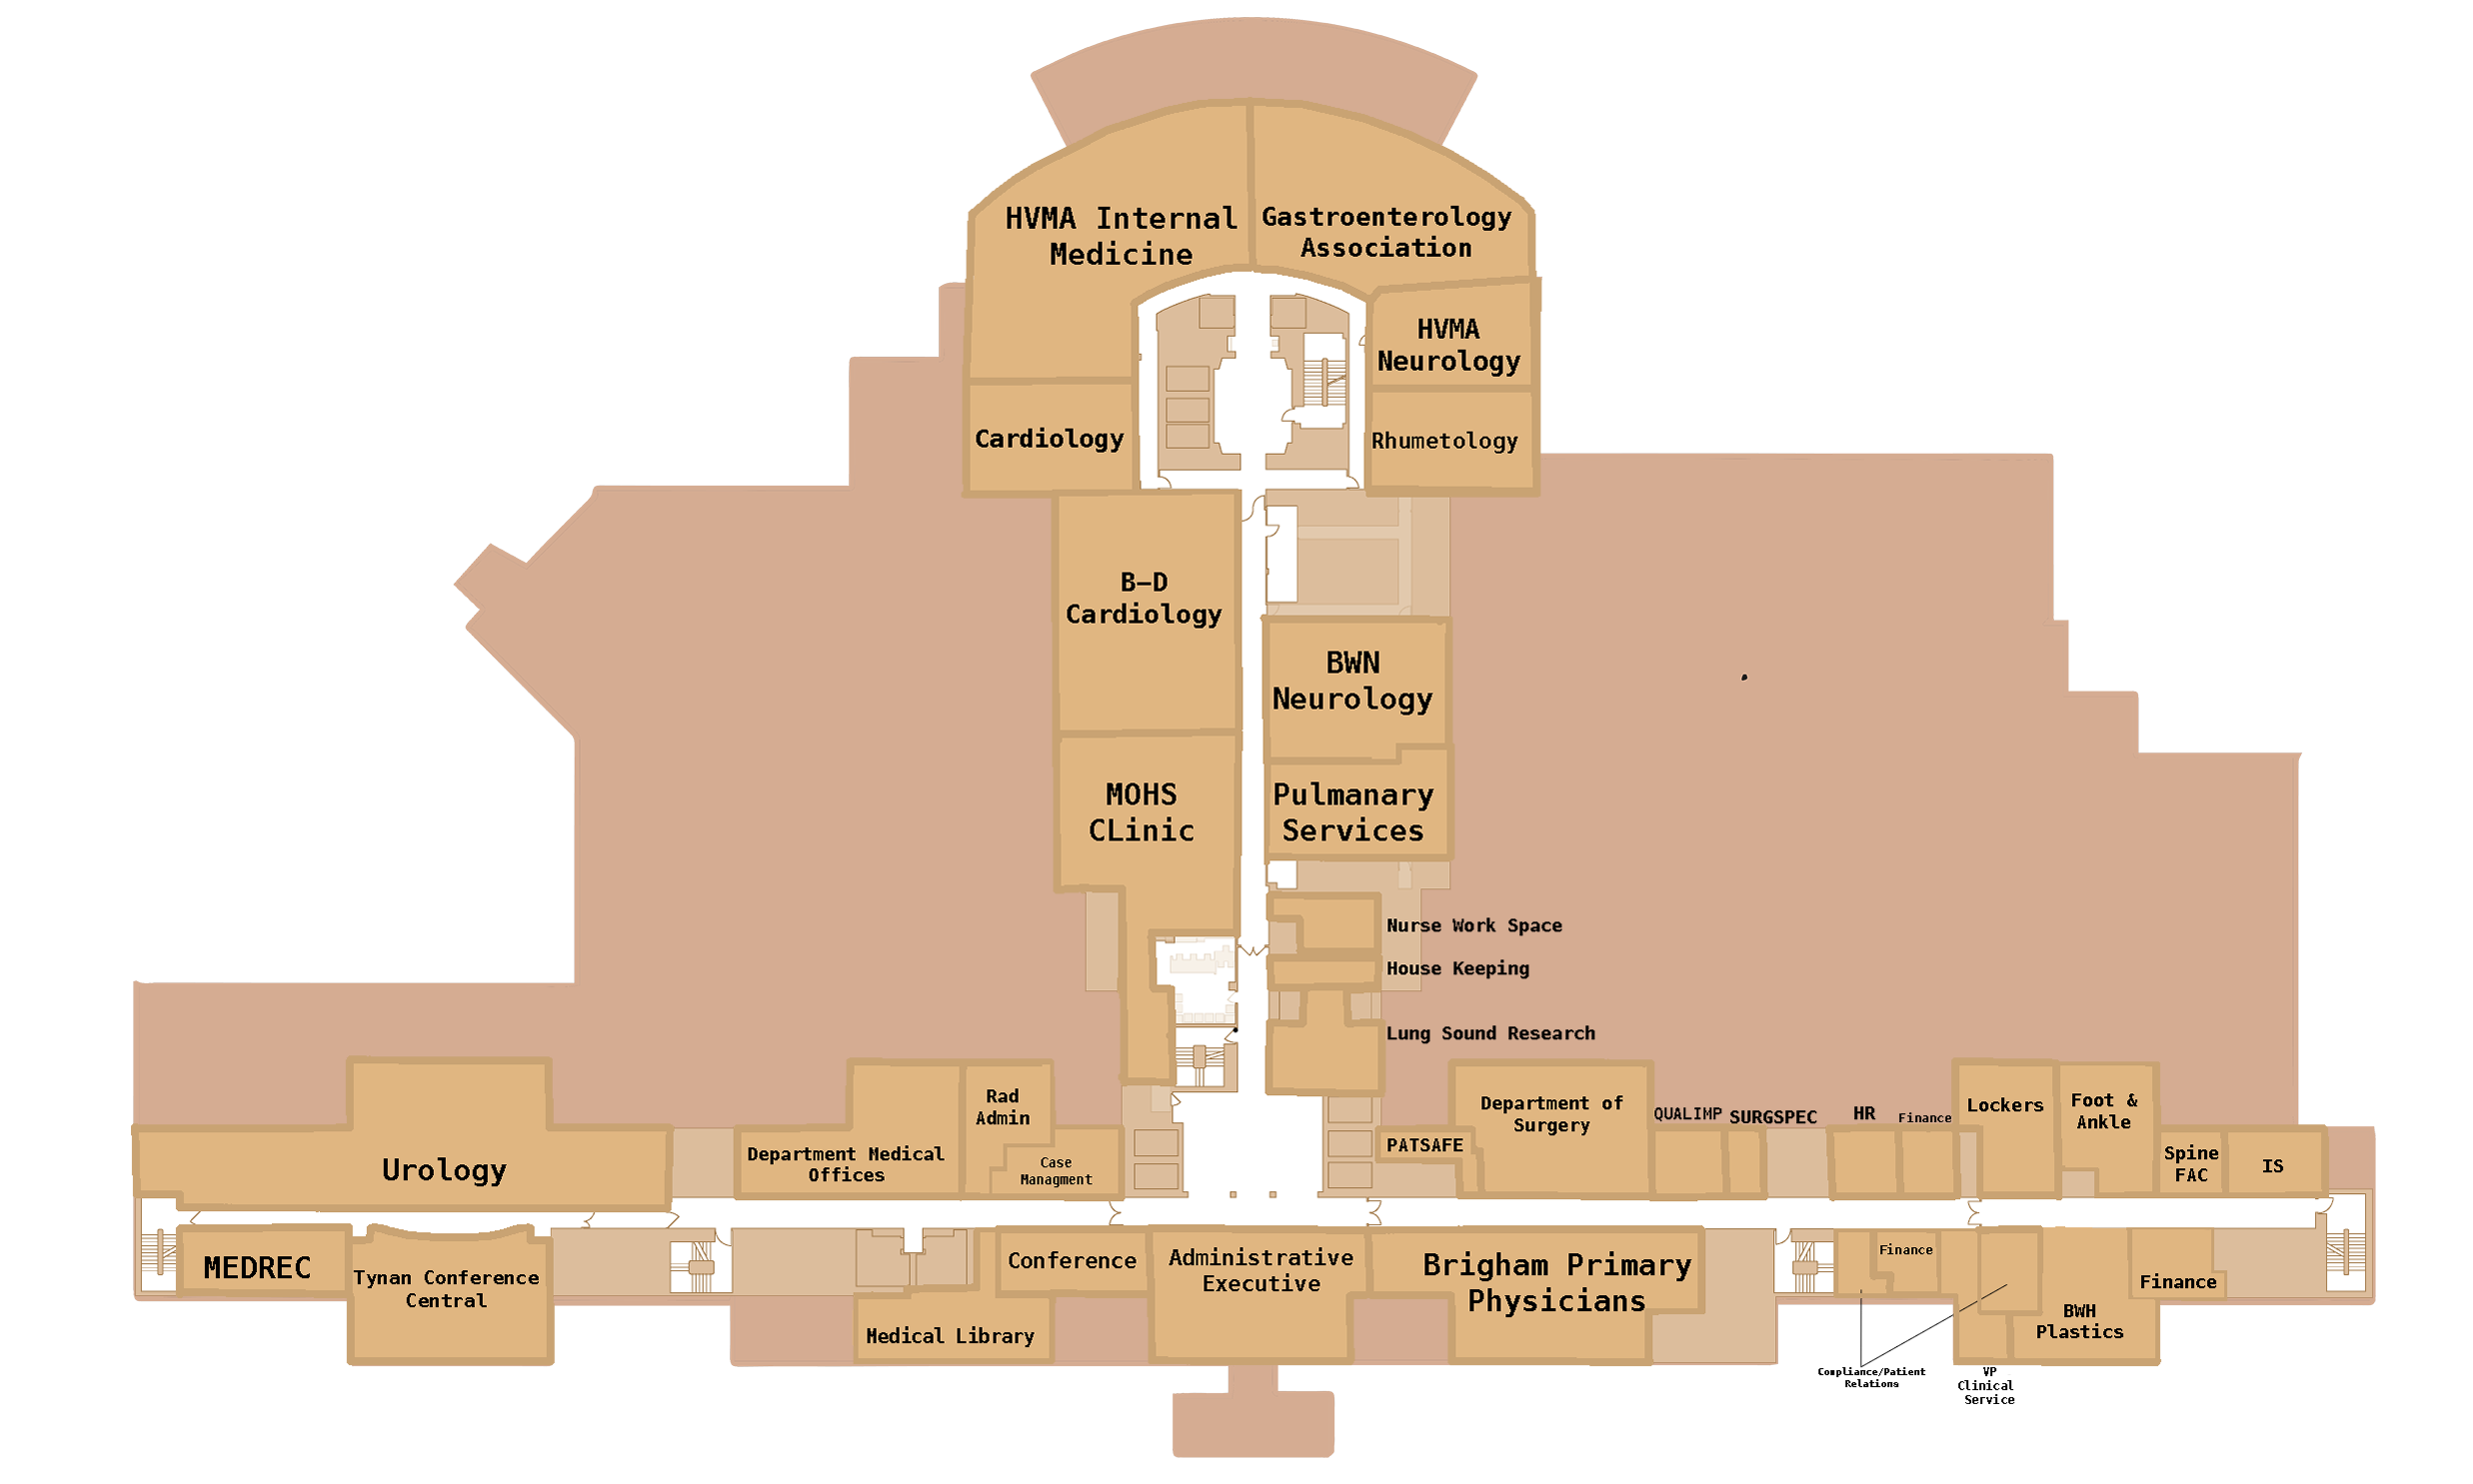 HVMA Internal
Medicine
Gastroenterology
Association
HVMA
Neurology
Cardiology
Rhumetology
B-D
Cardiology
BWN
Neurology
MOHS
CLinic
Pulmanary
Services
Nurse Work Space
House Keeping
Lung Sound Research
Urology
Department Medical
Offices
Rad
Admin
Case
Managment
PATSAFE
Department of
Surgery
QUALIMP
SURGSPEC
HR
Finance
Lockers
Foot &
Ankle
Spine
FAC
IS
MEDREC
Tynan Conference
Central
Conference
Medical Library
Administrative
Executive
Brigham Primary
Physicians
Finance
BWH
Plastics
Finance
Compliance/Patient
Relations
VP
Clinical
Service